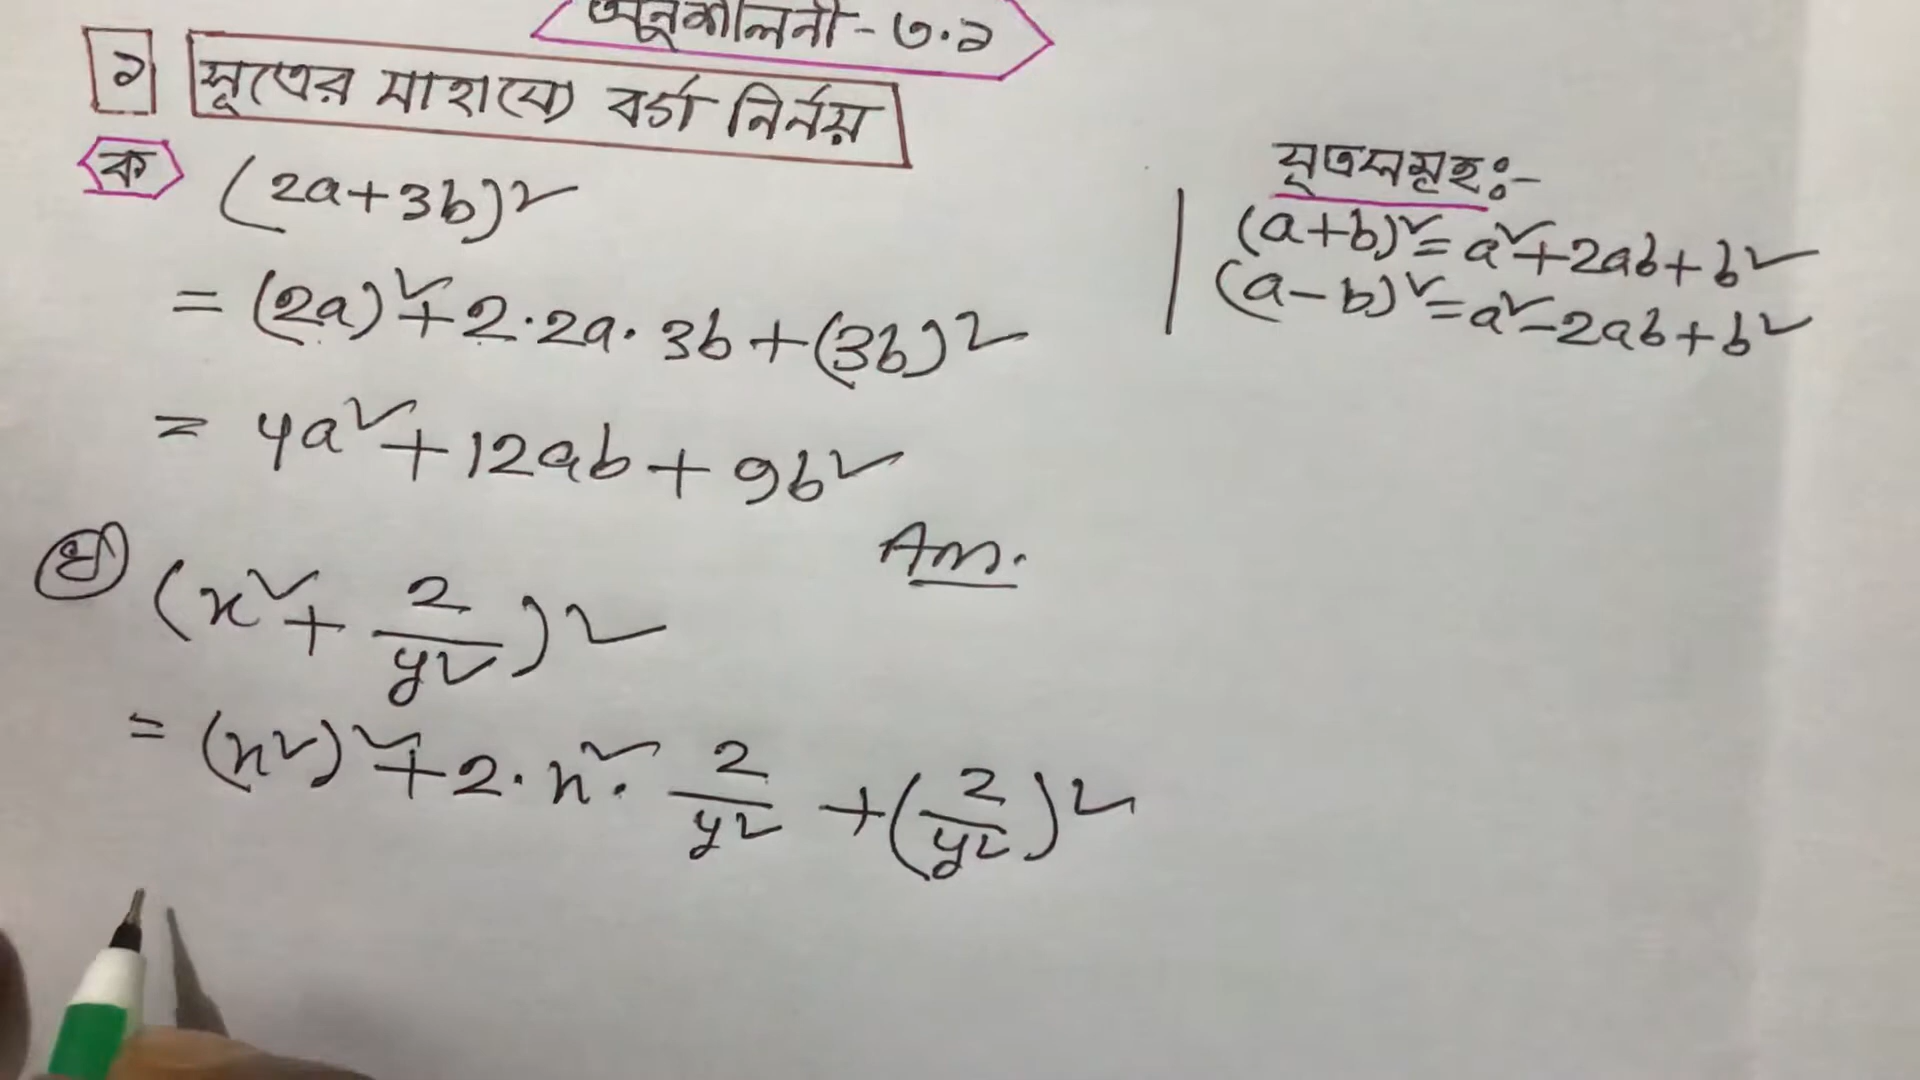 অনুশীলনী - ৩.১
১ সূত্রের সাহায্যে বর্গ নির্নয়
ক (2a+3b)²
= (2a)²+2·2a·3b+(3b)²
= 4a²+12ab+9b²
Ans.
(x²+2/y²)²
= (x²)²+2·x²·2/y²+(2/y²)²
সূত্রসমূহঃ-
(a+b)²=a²+2ab+b²
(a-b)²=a²-2ab+b²